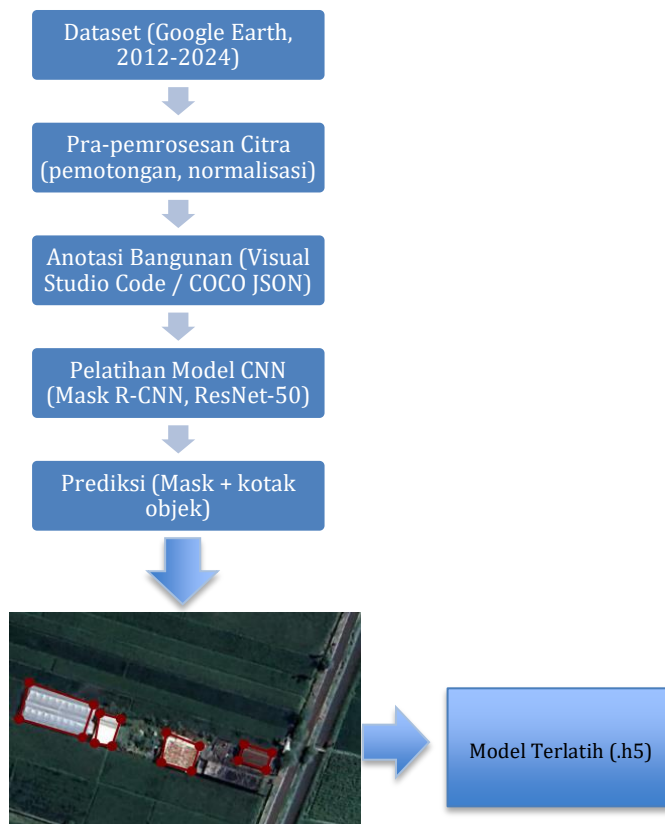 Dataset (Google Earth,
2012-2024)
Pra-pemrosesan Citra
(pemotongan, normalisasi)
Anotasi Bangunan (Visual
Studio Code / COCO JSON)
Pelatihan Model CNN
(Mask R-CNN, ResNet-50)
Prediksi (Mask + kotak
objek)
Model Terlatih (.h5)